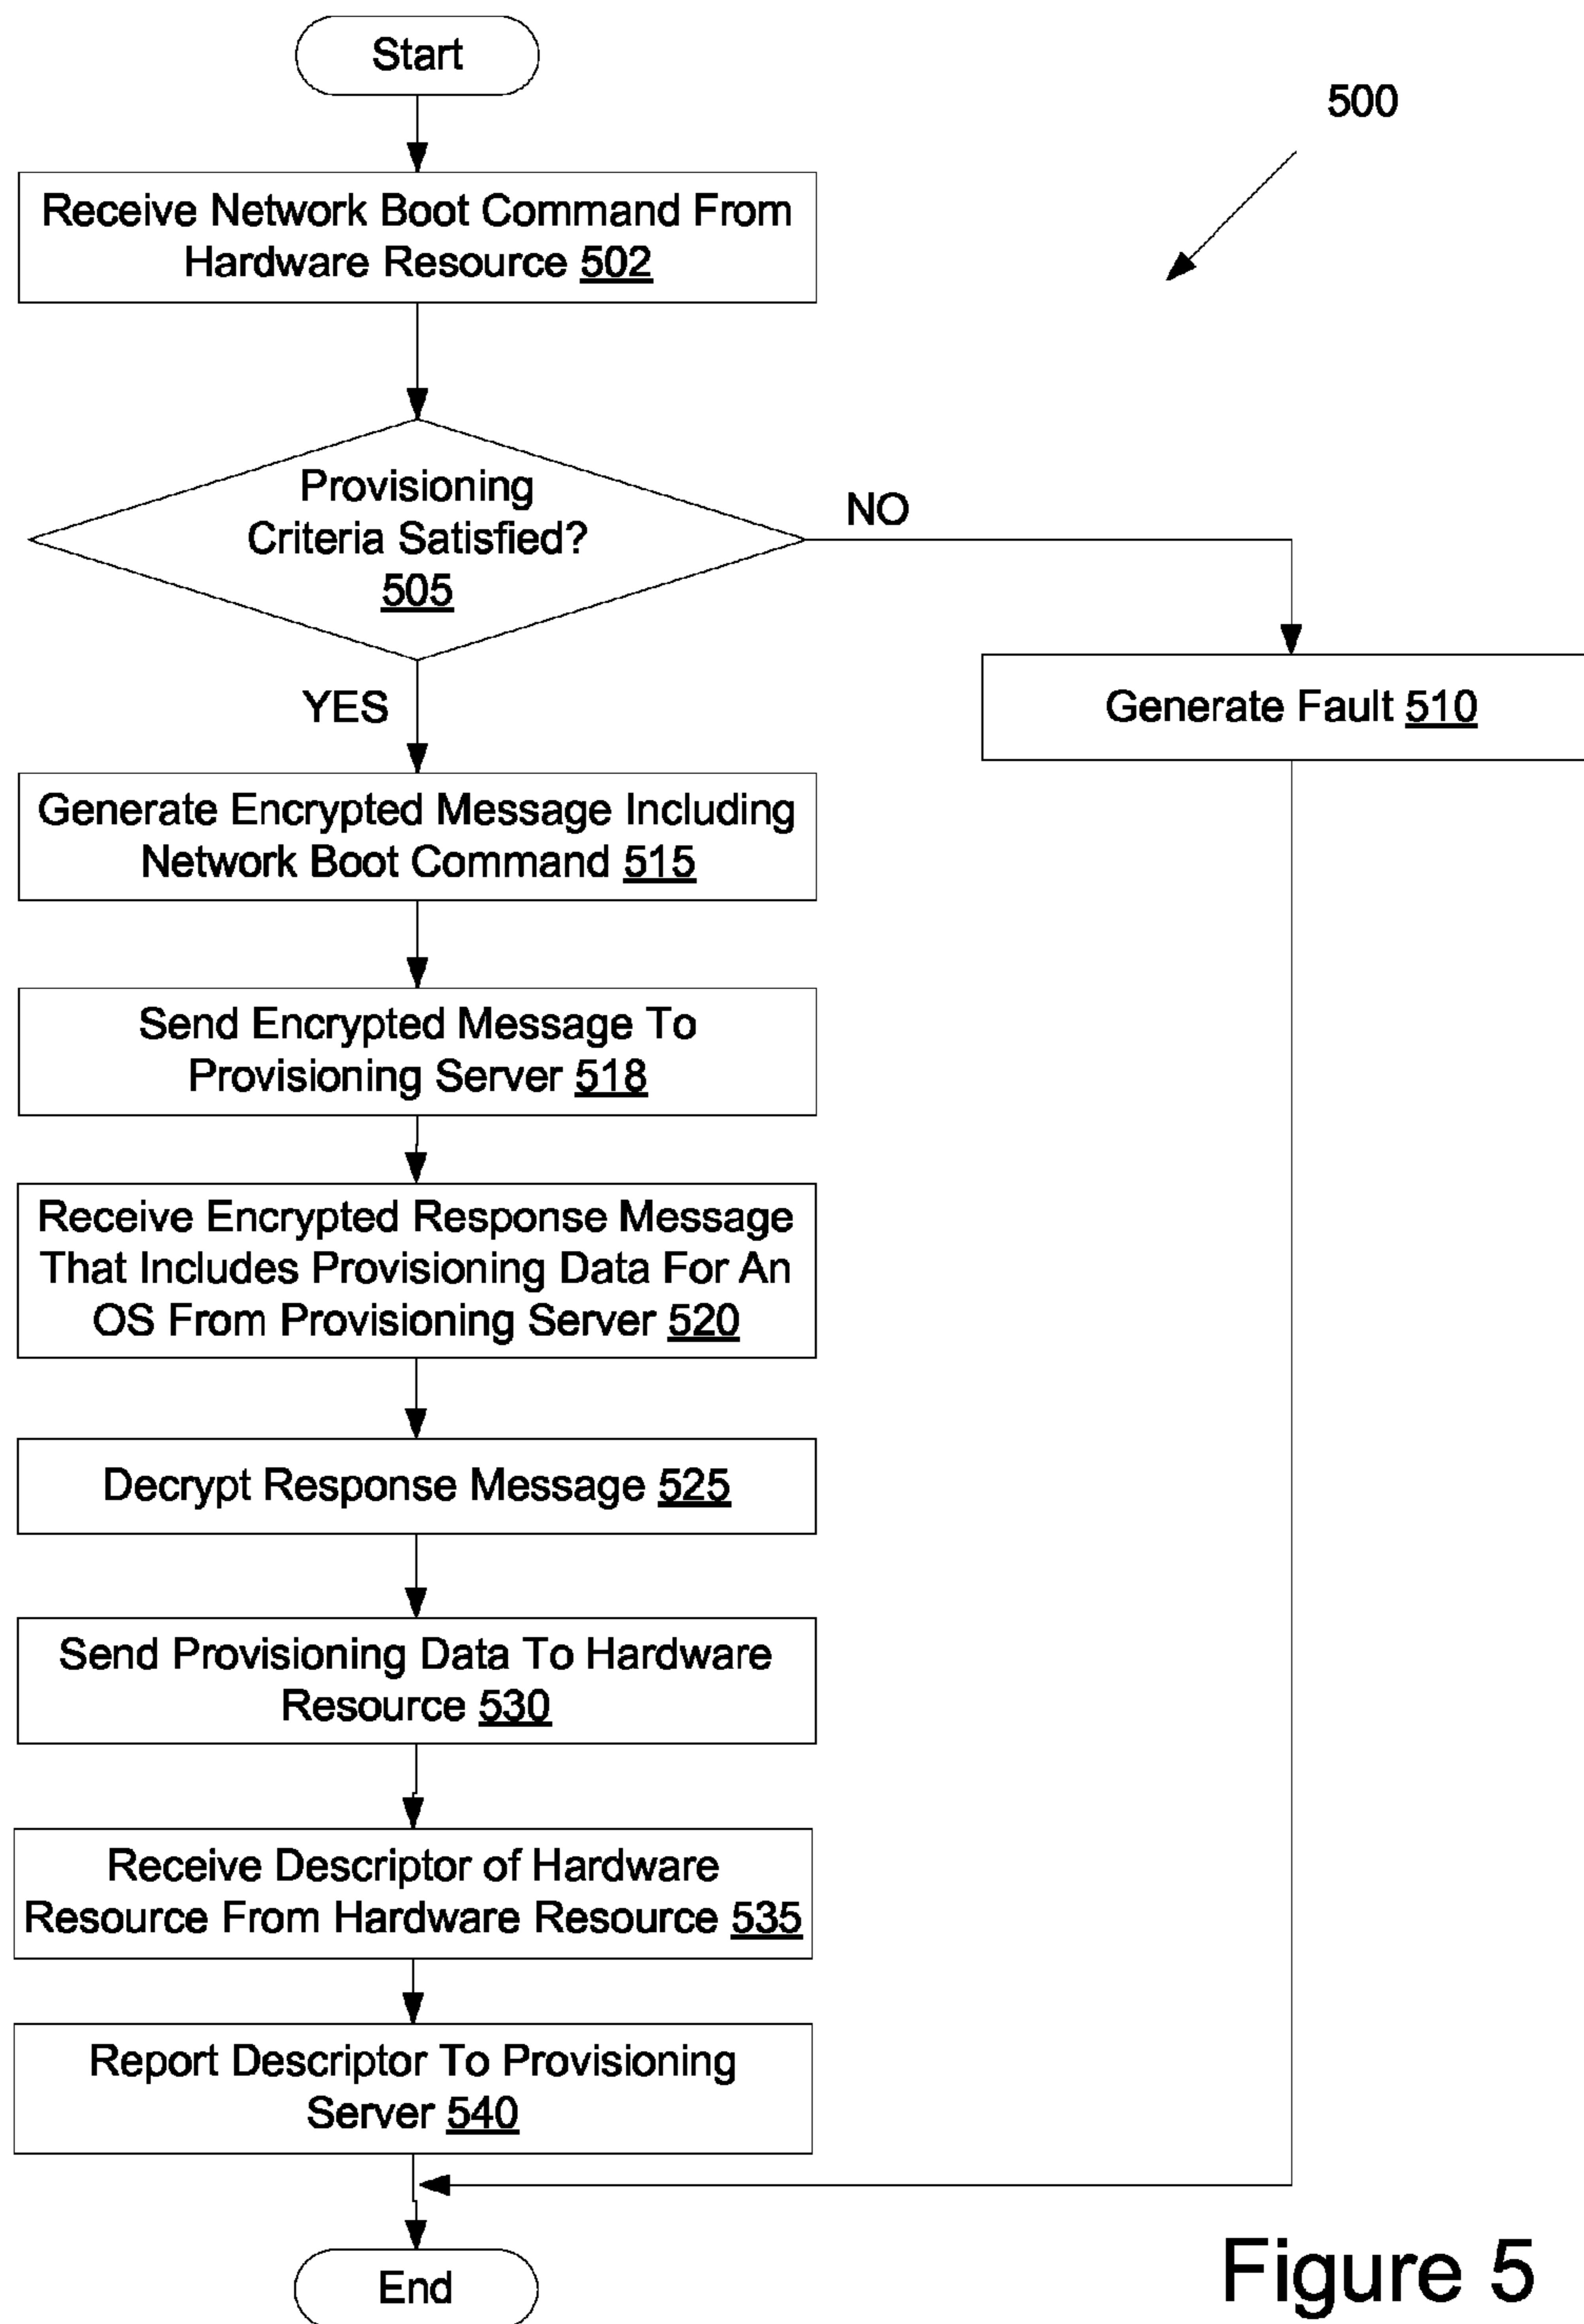 Start
500
Receive Network Boot Command From
Hardware Resource 502
Provisioning
Criteria Satisfied?
505
NO
YES
Generate Fault 510
Generate Encrypted Message Including
Network Boot Command 515
Send Encrypted Message To
Provisioning Server 518
Receive Encrypted Response Message
That Includes Provisioning Data For An
OS From Provisioning Server 520
Decrypt Response Message 525
Send Provisioning Data To Hardware
Resource 530
Receive Descriptor of Hardware
Resource From Hardware Resource 535
Report Descriptor To Provisioning
Server 540
End
Figure 5